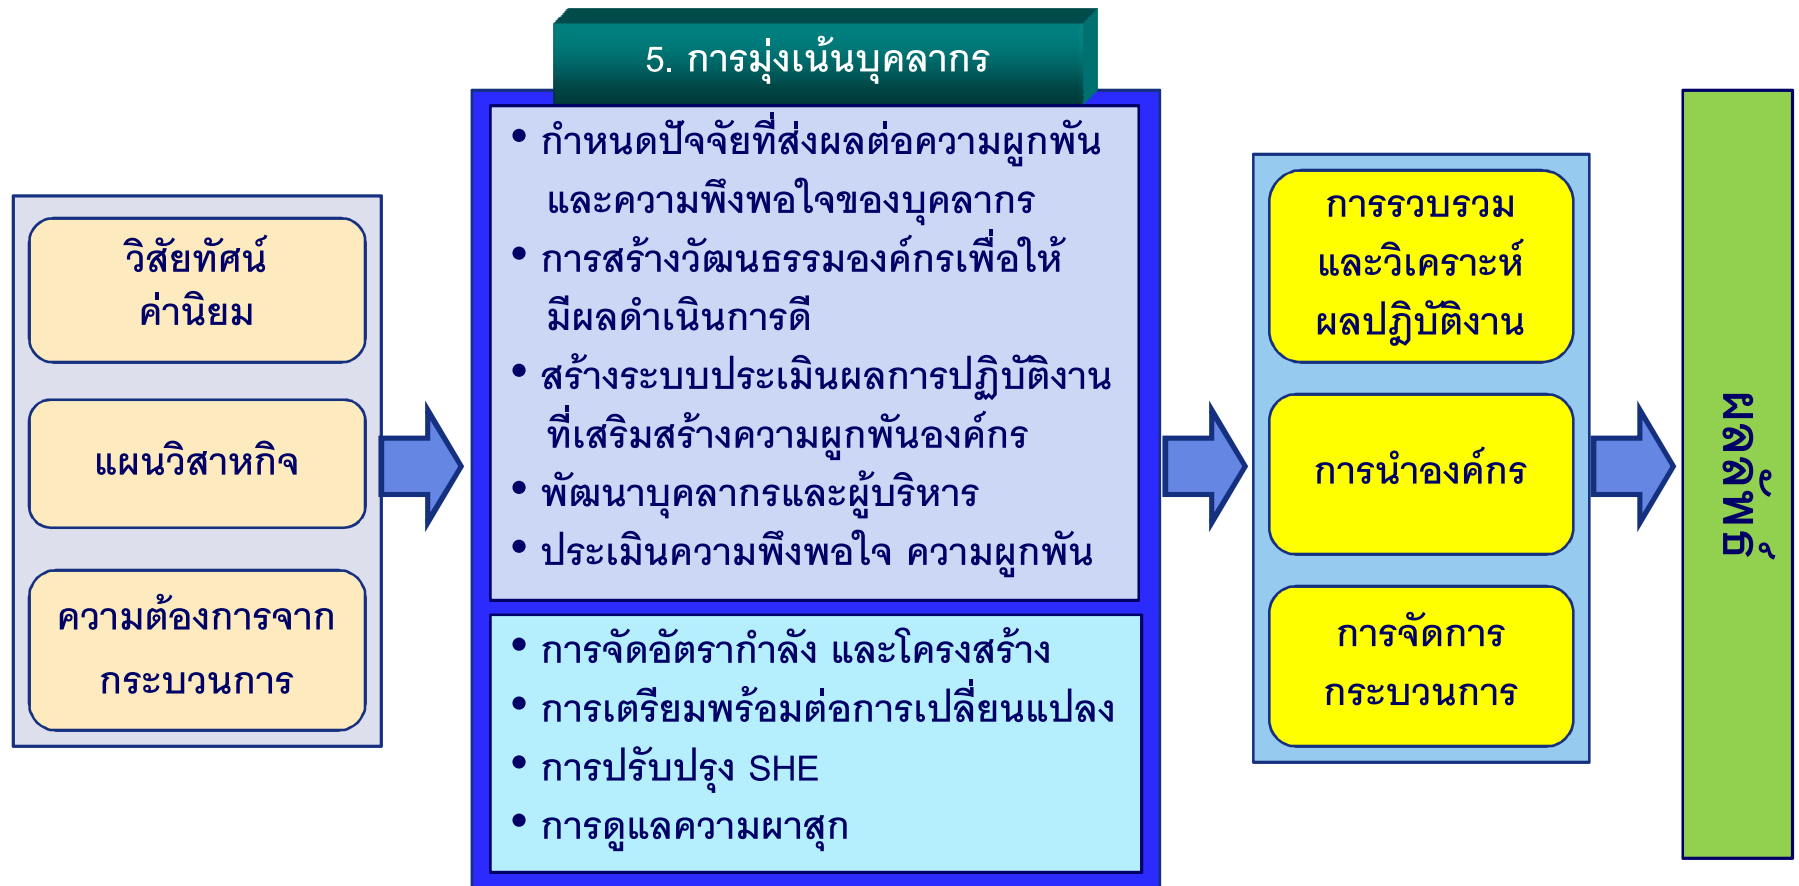 5. การมุ่งเน้นบุคลากร
วิสัยทัศน์
ค่านิยม
แผนวิสาหกิจ
ความต้องการจาก
กระบวนการ
• กำหนดปัจจัยที่ส่งผลต่อความผูกพัน
และความพึงพอใจของบุคลากร
• การสร้างวัฒนธรรมองค์กรเพื่อให้
มีผลดำเนินการดี
• สร้างระบบประเมินผลการปฏิบัติงาน
ที่เสริมสร้างความผูกพันองค์กร
• พัฒนาบุคลากรและผู้บริหาร
• ประเมินความพึงพอใจ ความผูกพัน
• การจัดอัตรากำลัง และโครงสร้าง
• การเตรียมพร้อมต่อการเปลี่ยนแปลง
• การปรับปรุง SHE
• การดูแลความผาสุก
การรวบรวม
และวิเคราะห์
ผลปฎิบัติงาน
การนำองค์กร
การจัดการ
กระบวนการ
ผลลัพธ์